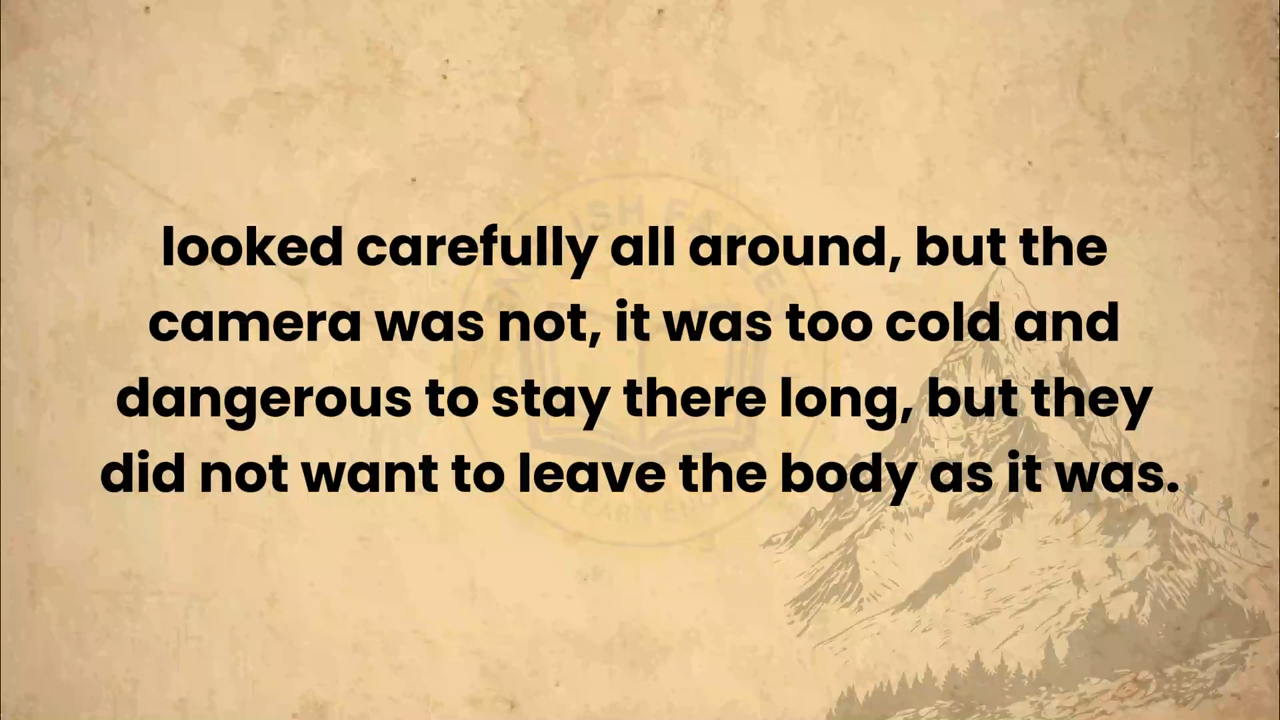 looked carefully all around, but the
camera was not, it was too cold and
dangerous to stay there long, but they
did not want to leave the body as it was.